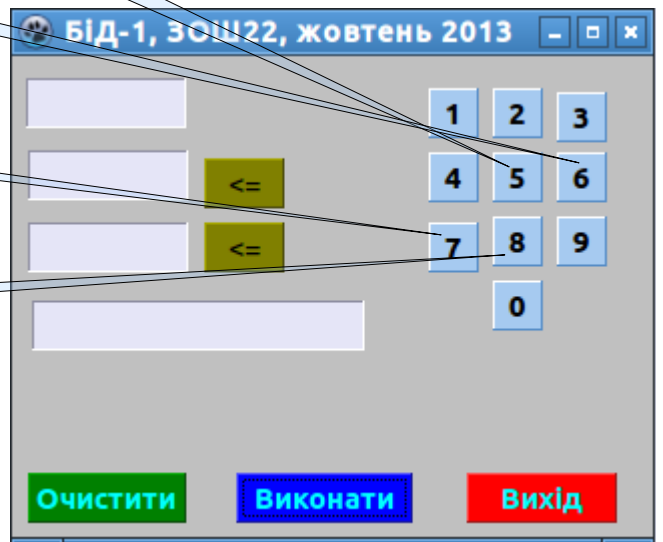 БіД-1, ЗОШ22, жовтень 2013
1 2 3
<= 4 5 6
<= 7 8 9
0
Очистити Виконати Вихід